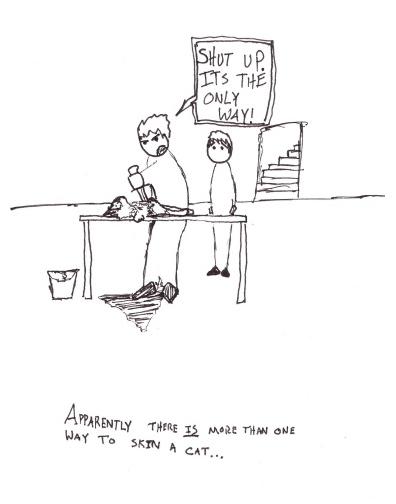 SHUT UP.
ITS THE
ONLY
WAY!
APPARENTLY THERE IS MORE THAN ONE
WAY TO SKIN A CAT...